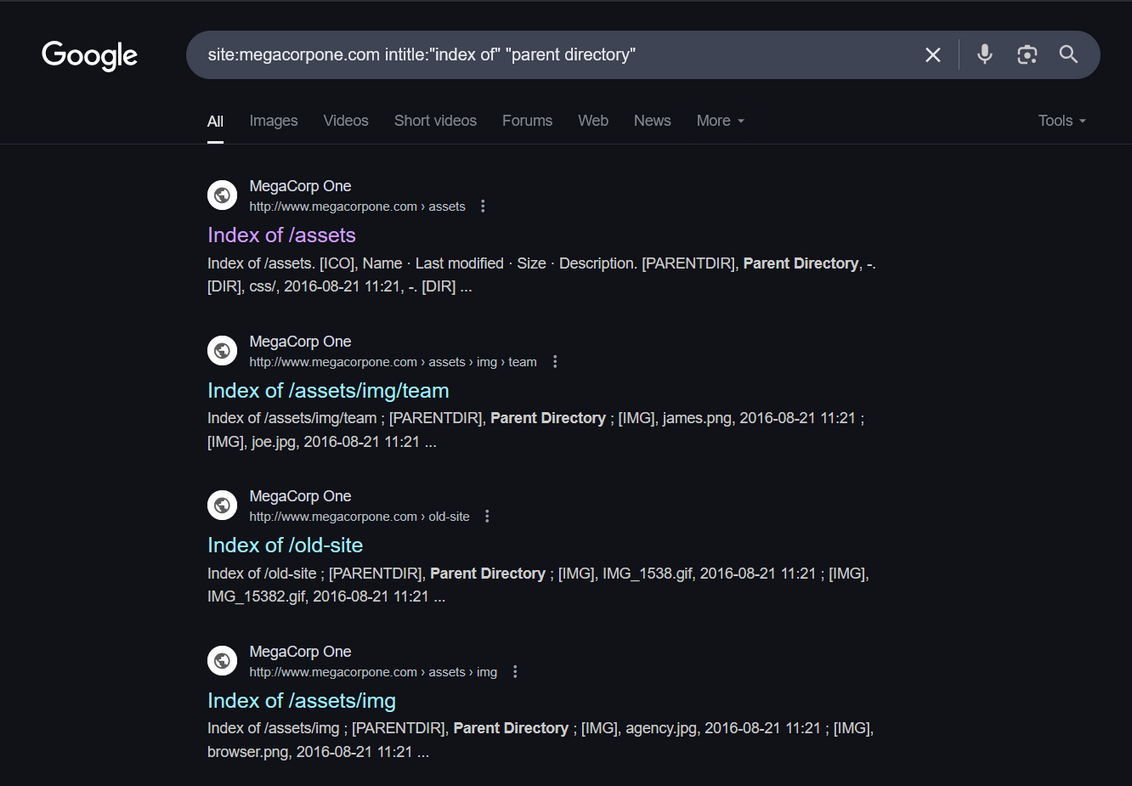 Google
site:megacorpone.com intitle:"index of" "parent directory"
All Images Videos Short videos Forums Web News More Tools
MegaCorp One
http://www.megacorpone.com › assets
Index of /assets
Index of /assets. [ICO], Name · Last modified · Size · Description. [PARENTDIR], Parent Directory, -.
[DIR], css/, 2016-08-21 11:21, -. [DIR] ...
MegaCorp One
http://www.megacorpone.com › assets › img › team
Index of /assets/img/team
Index of /assets/img/team ; [PARENTDIR], Parent Directory ; [IMG], james.png, 2016-08-21 11:21 ;
[IMG], joe.jpg, 2016-08-21 11:21 ...
MegaCorp One
http://www.megacorpone.com › old-site
Index of /old-site
Index of /old-site ; [PARENTDIR], Parent Directory ; [IMG], IMG_1538.gif, 2016-08-21 11:21 ; [IMG],
IMG_15382.gif, 2016-08-21 11:21 ...
MegaCorp One
http://www.megacorpone.com › assets › img
Index of /assets/img
Index of /assets/img ; [PARENTDIR], Parent Directory ; [IMG], agency.jpg, 2016-08-21 11:21 ; [IMG],
browser.png, 2016-08-21 11:21 ...